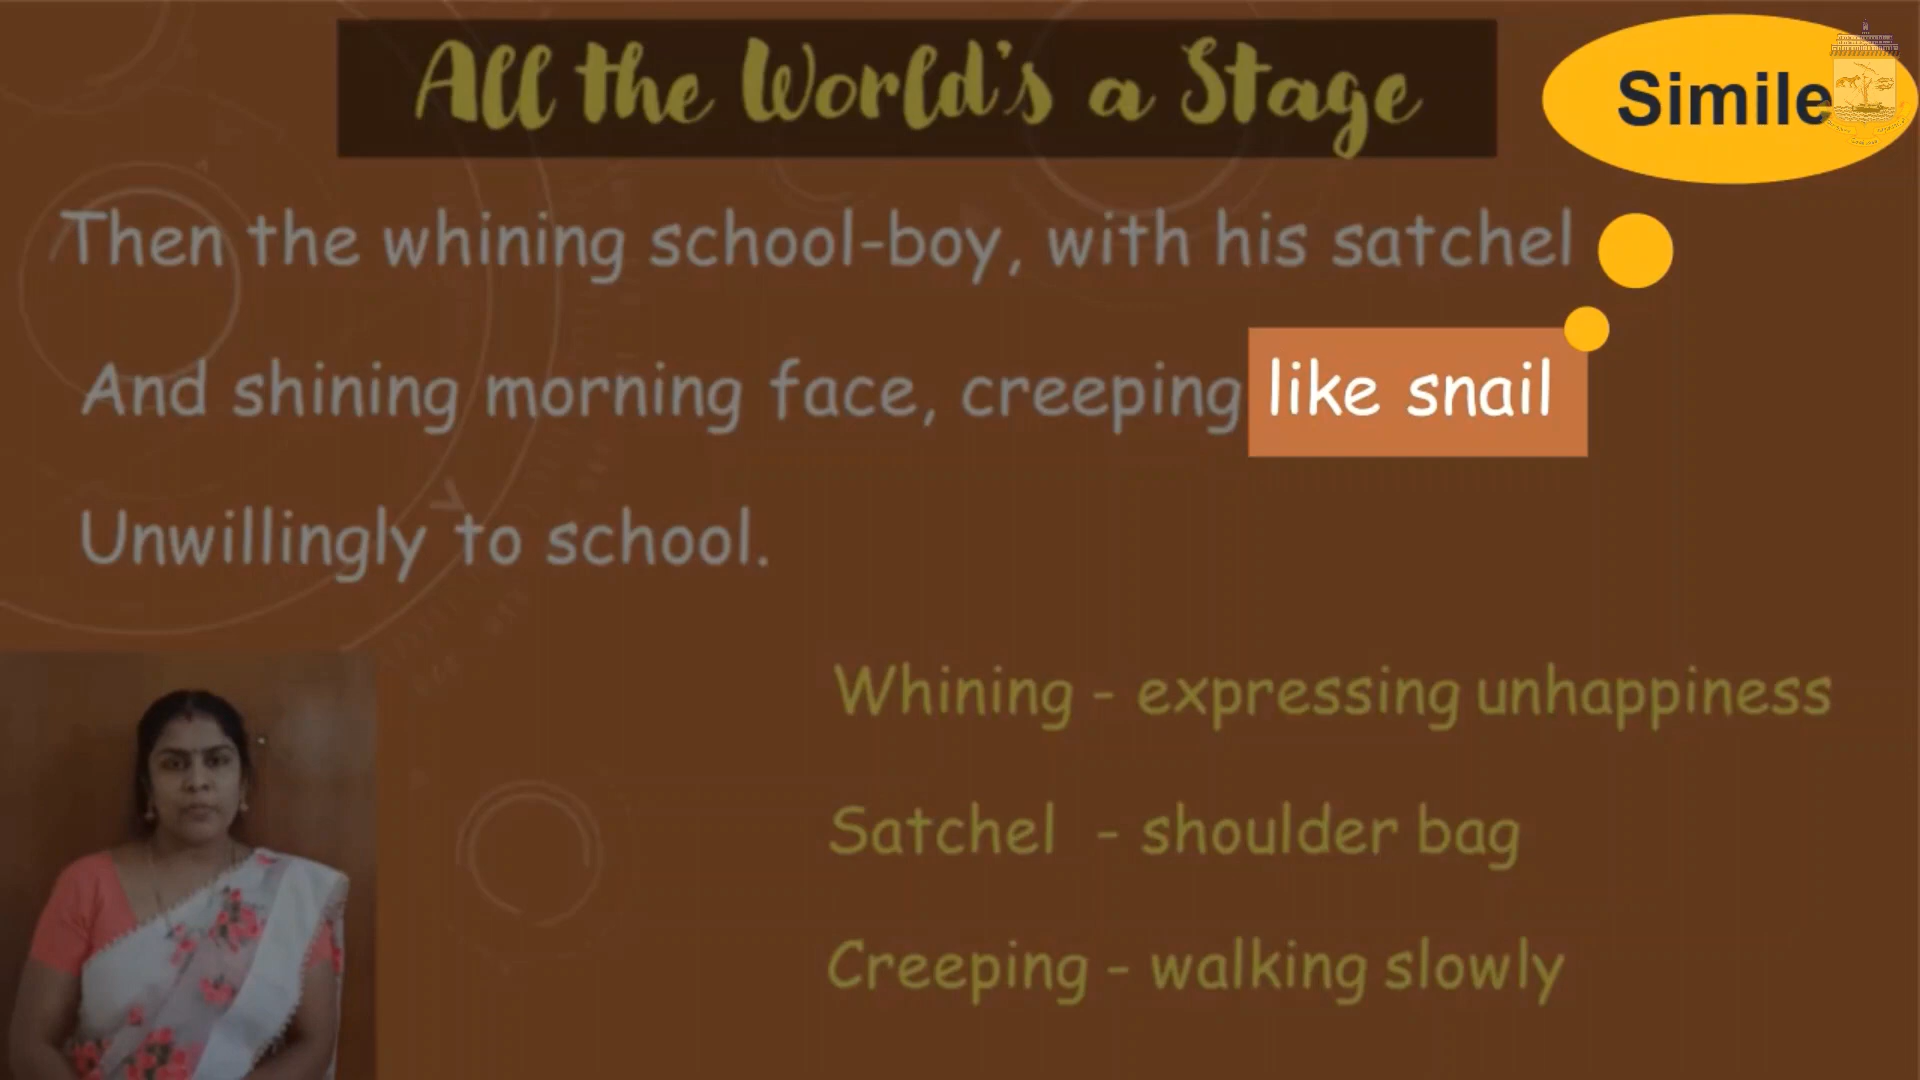 All the World's a Stage
Simile
Then the whining school-boy, with his satchel
And shining morning face, creeping like snail
Unwillingly to school.
Whining - expressing unhappiness
Satchel - shoulder bag
Creeping - walking slowly